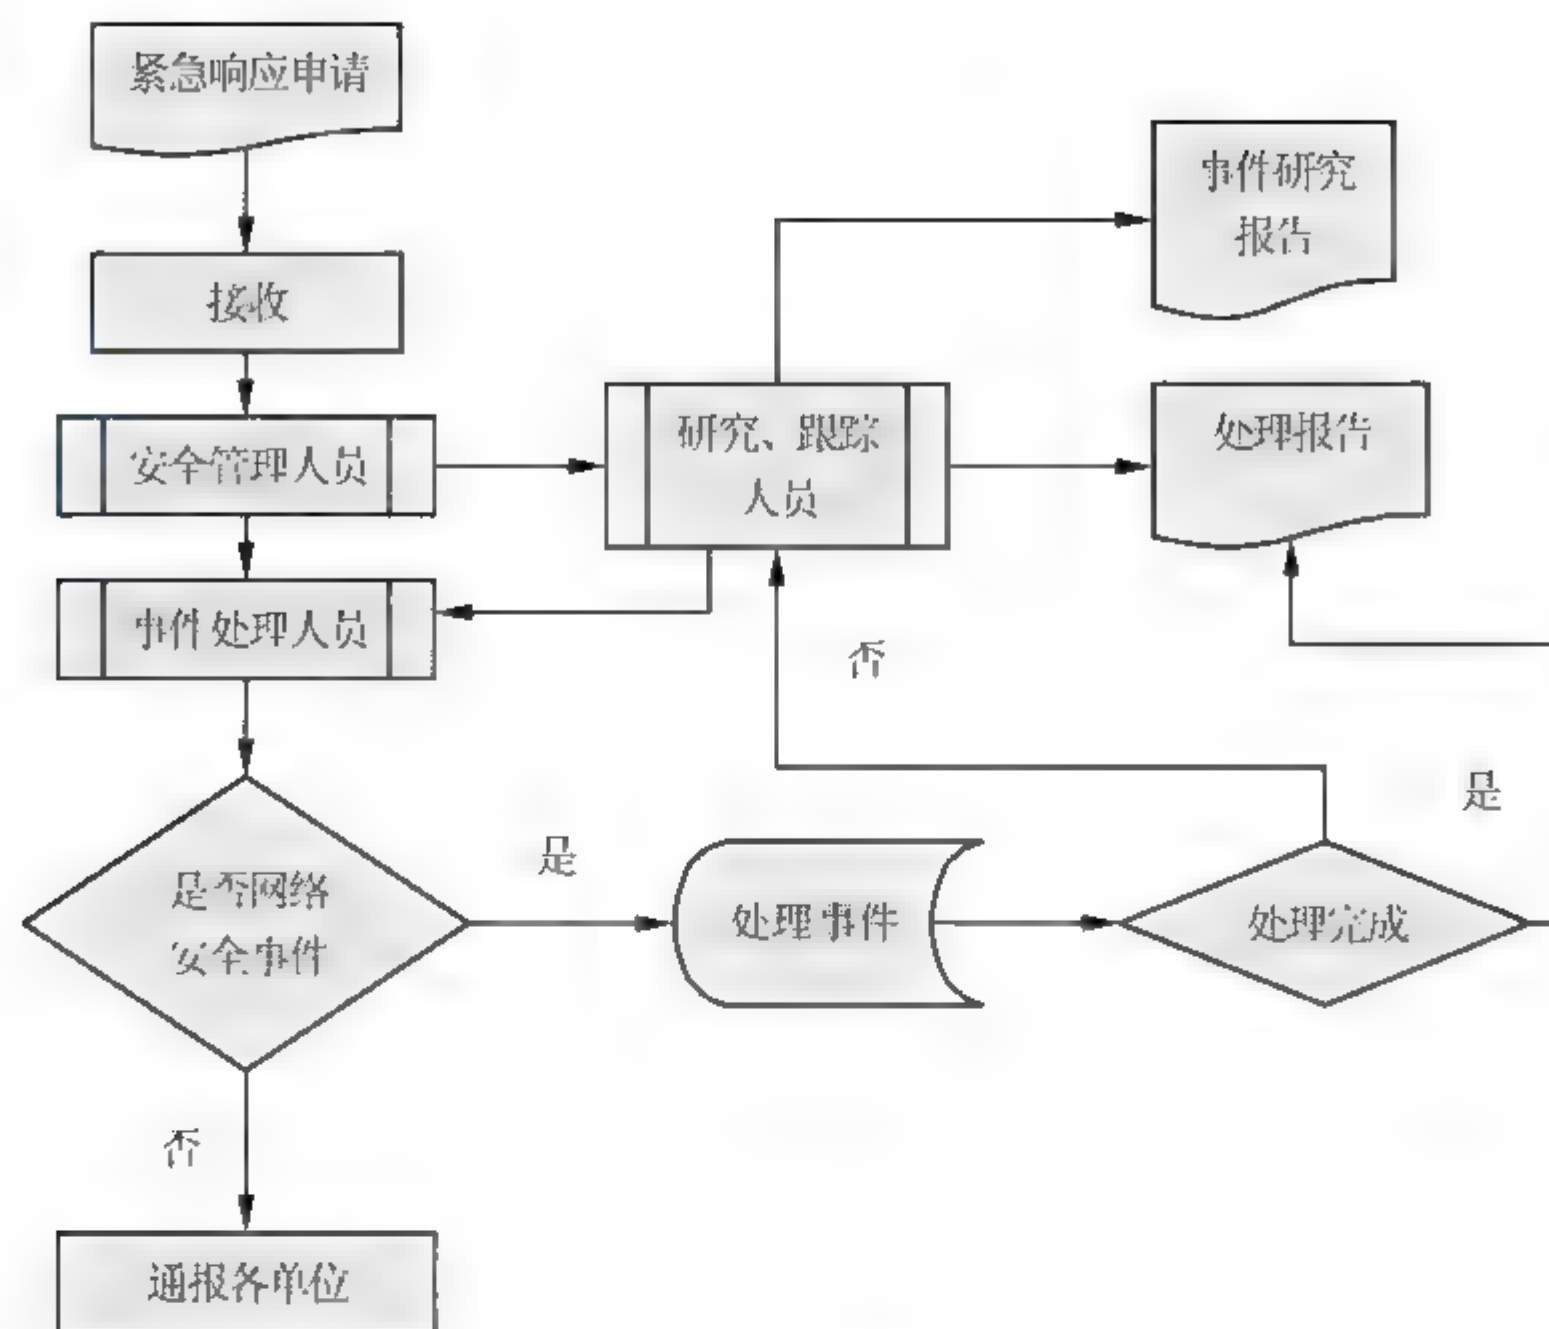 紧急响应申请
接收
安全管理人员
事件处理人员
是否网络
安全事件
否
通报各单位
研究、跟踪
人员
事件研究
报告
处理报告
否
是
处理事件
处理完成
是